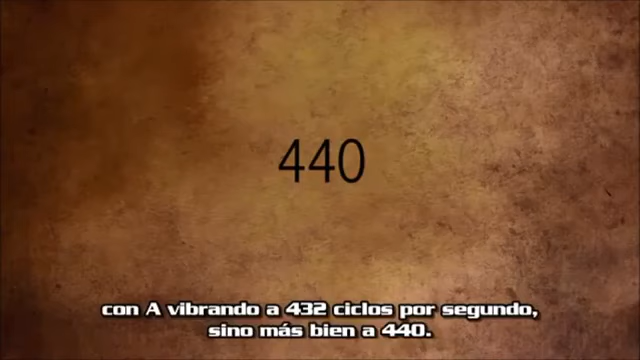 440
con A vibrando a 432 ciclos por segundo,
sino más bien a 440.